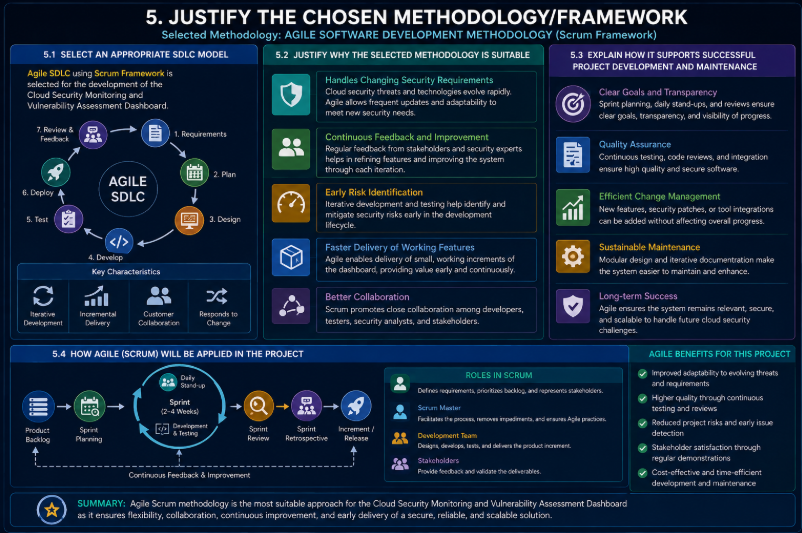 5. JUSTIFY THE CHOSEN METHODOLOGY/FRAMEWORK
Selected Methodology: AGILE SOFTWARE DEVELOPMENT METHODOLOGY (Scrum Framework)
5.1 SELECT AN APPROPRIATE SDLC MODEL
Agile SDLC using Scrum Framework is
selected for the development of the
Cloud Security Monitoring and
Vulnerability Assessment Dashboard.
7. Review &
Feedback
1. Requirements
2. Plan
3. Design
4. Develop
5. Test
6. Deploy
AGILE
SDLC
Key Characteristics
Iterative
Development
Incremental
Delivery
Customer
Collaboration
Responds to
Change
5.2 JUSTIFY WHY THE SELECTED METHODOLOGY IS SUITABLE
Handles Changing Security Requirements
Cloud security threats and technologies evolve rapidly.
Agile allows frequent updates and adaptability to
meet new security needs.
Continuous Feedback and Improvement
Regular feedback from stakeholders and security experts
helps in refining features and improving the system
through each iteration.
Early Risk Identification
Iterative development and testing help identify and
mitigate security risks early in the development
lifecycle.
Faster Delivery of Working Features
Agile enables delivery of small, working increments of
the dashboard, providing value early and continuously.
Better Collaboration
Scrum promotes close collaboration among developers,
testers, security analysts, and stakeholders.
5.3 EXPLAIN HOW IT SUPPORTS SUCCESSFUL
PROJECT DEVELOPMENT AND MAINTENANCE
Clear Goals and Transparency
Sprint planning, daily stand-ups, and reviews ensure
clear goals, transparency, and visibility of progress.
Quality Assurance
Continuous testing, code reviews, and integration
ensure high quality and secure software.
Efficient Change Management
New features, security patches, or tool integrations
can be added without affecting overall progress.
Sustainable Maintenance
Modular design and iterative documentation make
the system easier to maintain and enhance.
Long-term Success
Agile ensures the system remains relevant, secure,
and scalable to handle future cloud security
challenges.
5.4 HOW AGILE (SCRUM) WILL BE APPLIED IN THE PROJECT
Product
Backlog
Sprint
Planning
Daily
Stand-up
Sprint
(2-4 Weeks)
Development
& Testing
Sprint
Review
Sprint
Retrospective
Increment /
Release
Continuous Feedback & Improvement
ROLES IN SCRUM
Defines requirements, prioritizes backlog, and represents stakeholders.
Scrum Master
Facilitates the process, removes impediments, and ensures Agile practices.
Development Team
Designs, develops, tests, and delivers the product increment.
Stakeholders
Provide feedback and validate the deliverables.
AGILE BENEFITS FOR THIS PROJECT
Improved adaptability to evolving threats
and requirements
Higher quality through continuous
testing and reviews
Reduced project risks and early issue
detection
Stakeholder satisfaction through
regular demonstrations
Cost-effective and time-efficient
development and maintenance
SUMMARY: Agile Scrum methodology is the most suitable approach for the Cloud Security Monitoring and Vulnerability Assessment Dashboard
as it ensures flexibility, collaboration, continuous improvement, and early delivery of a secure, reliable, and scalable solution.